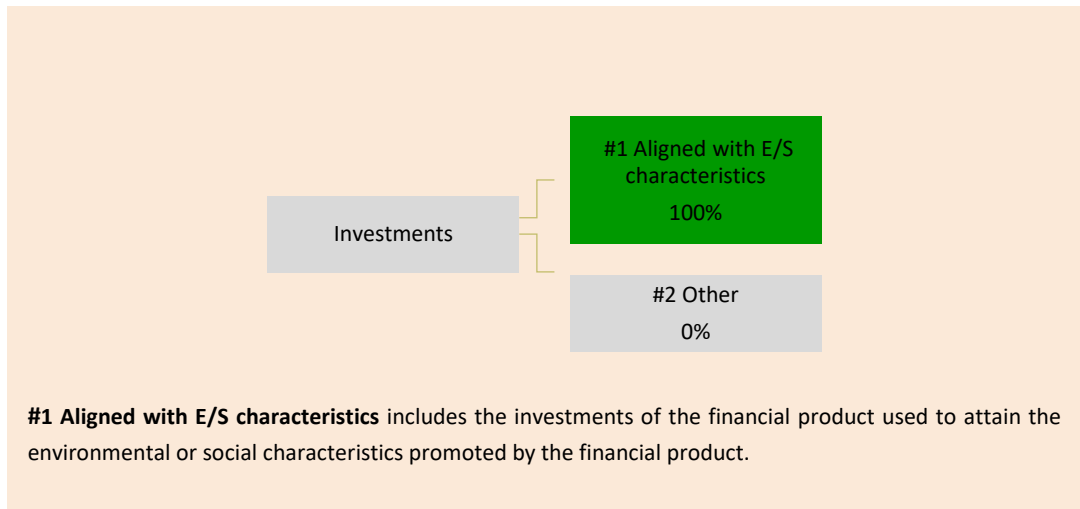 #1 Aligned with E/S
characteristics
100%
Investments
#2 Other
0%
#1 Aligned with E/S characteristics includes the investments of the financial product used to attain the
environmental or social characteristics promoted by the financial product.